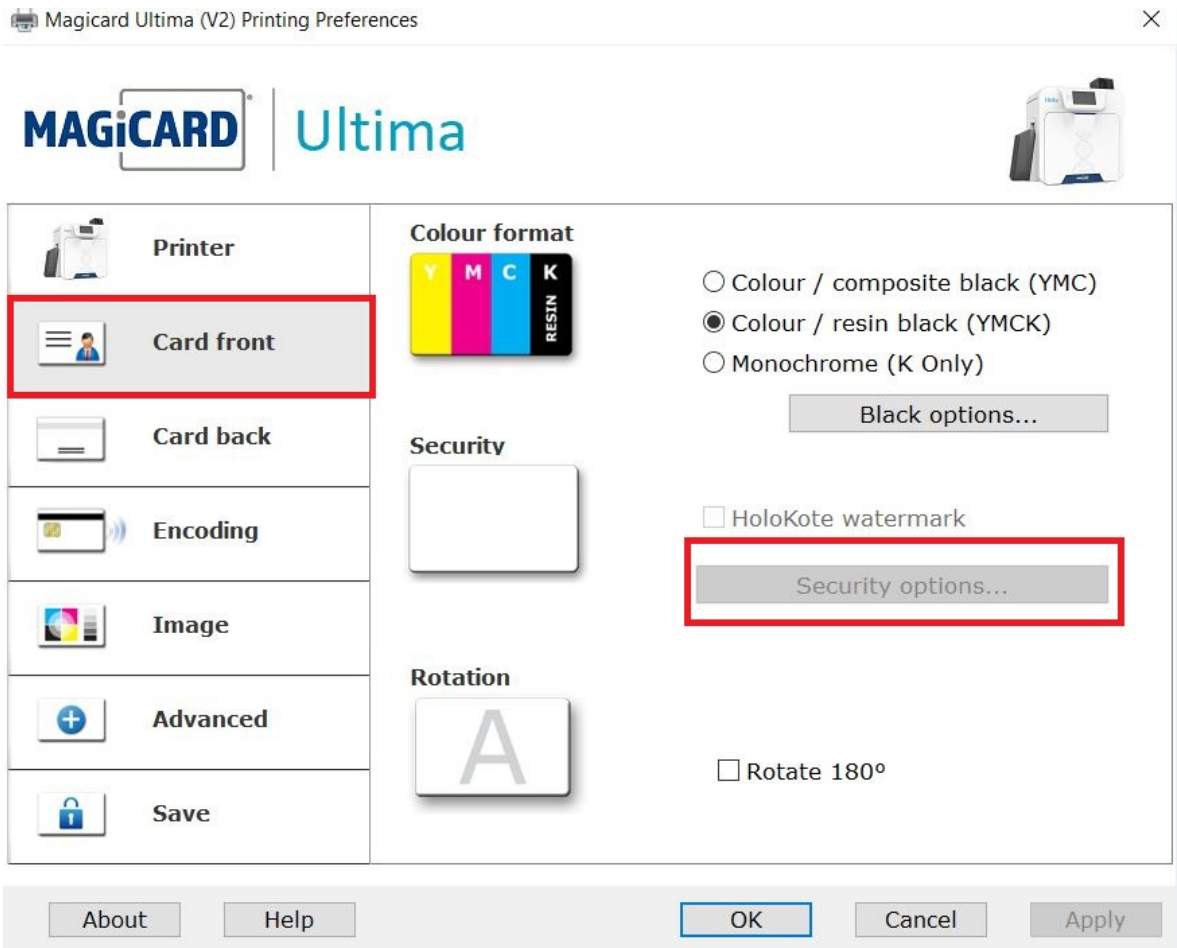 Magicard Ultima (V2) Printing Preferences
MAGiCARD Ultima
Printer
Card front
Card back
Encoding
Image
Advanced
Save
Colour format
Y M C K
RESIN
Colour / composite black (YMC)
Colour / resin black (YMCK)
Monochrome (K Only)
Black options...
Security
HoloKote watermark
Security options...
Rotation
A
Rotate 180º
About Help OK Cancel Apply